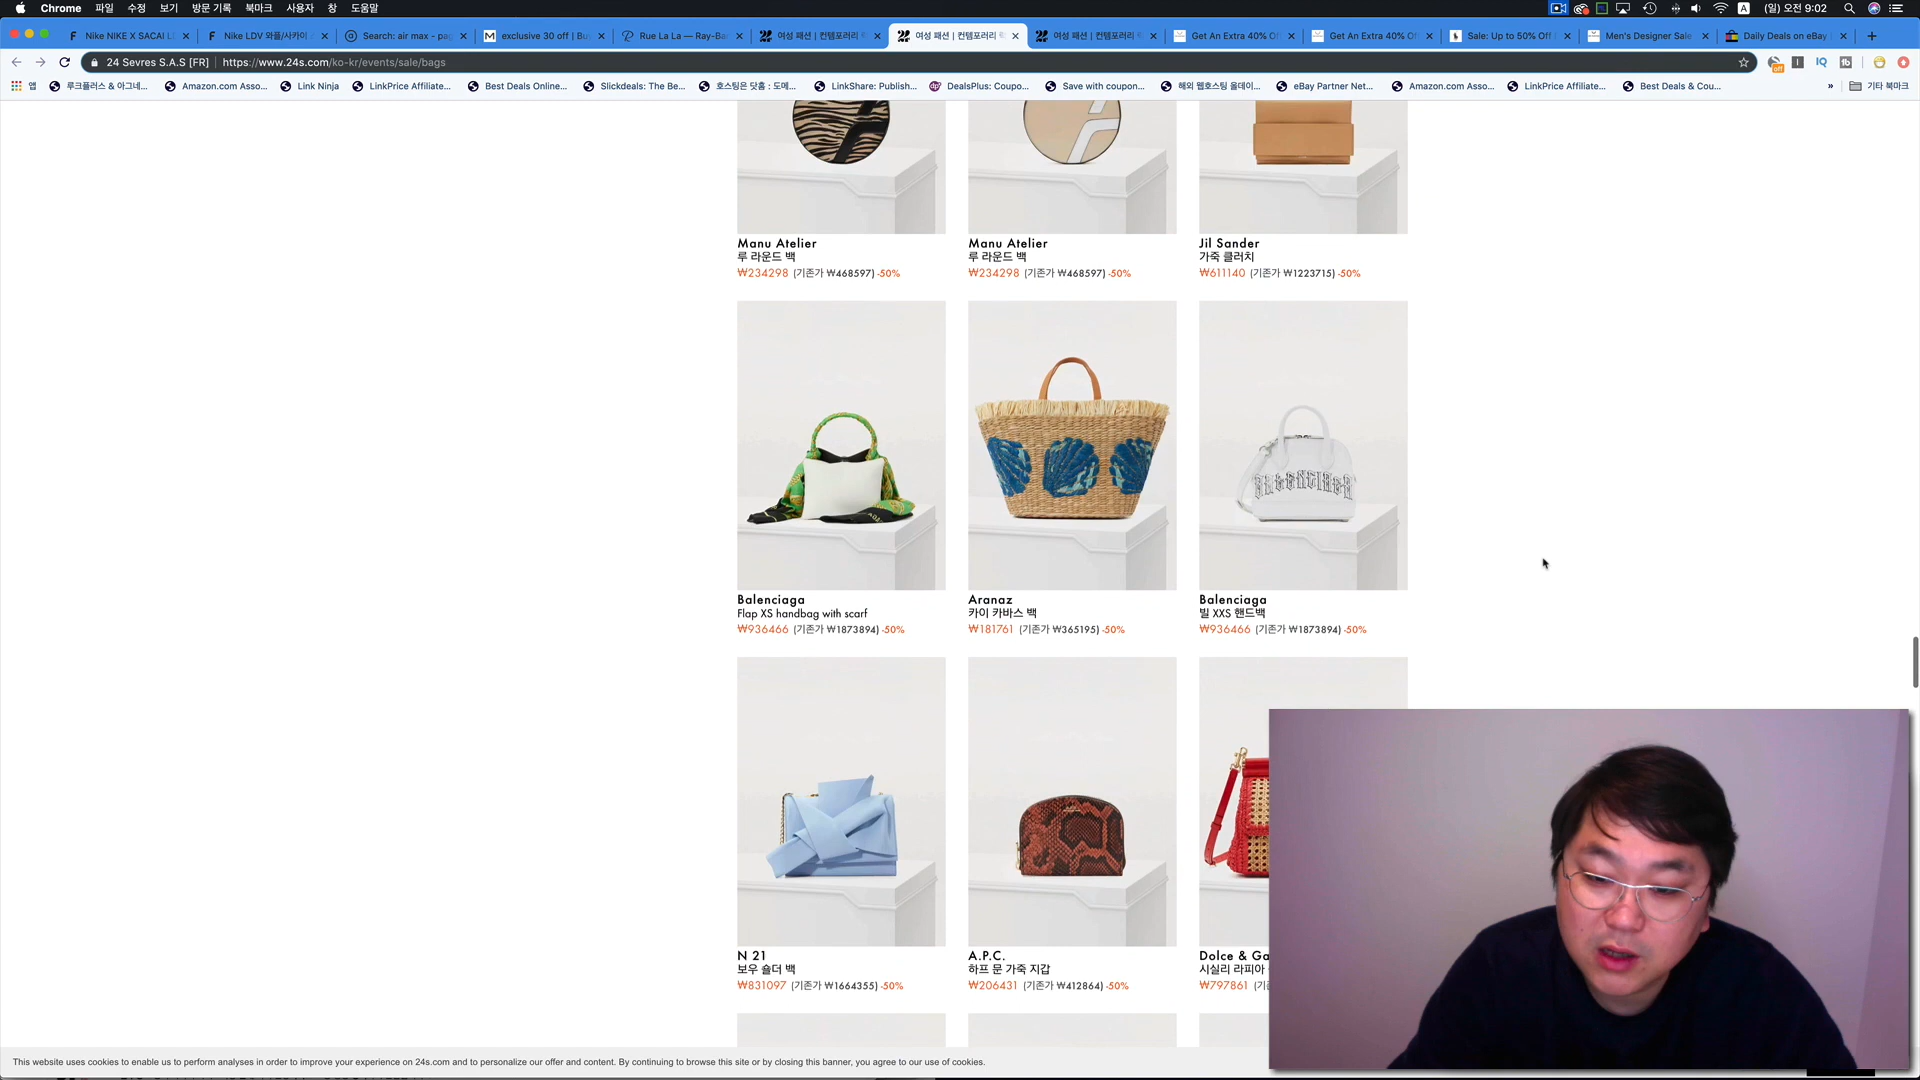 Chrome 파일 수정 보기 방문 기록 북마크 사용자 창 도움말
A (일) 오전 9:02
Nike NIKE X SACAI L
Nike LDV 와플/사카이
Search: air max - pa
exclusive 30 off | Bu
Rue La La — Ray-Ba
여성 패션 | 컨템포러리
여성 패션 | 컨템포러리
여성 패션 | 컨템포러리
Get An Extra 40% O
Get An Extra 40% O
Sale: Up to 50% Off
Men's Designer Sale
Daily Deals on eBay
24 Sevres S.A.S [FR] https://www.24s.com/ko-kr/events/sale/bags
앱 루크플러스 & 아그네... Amazon.com Asso... Link Ninja LinkPrice Affiliate... Best Deals Online... Slickdeals: The Be... 호스팅은 닷홈 : 도메... LinkShare: Publish... DealsPlus: Coupo... Save with coupon... 해외 웹호스팅 올데이... eBay Partner Net... Amazon.com Asso... LinkPrice Affiliate... Best Deals & Cou... » 기타 북마크
Manu Atelier
루 라운드 백
₩234298 (기존가 ₩468597) -50%
Manu Atelier
루 라운드 백
₩234298 (기존가 ₩468597) -50%
Jil Sander
가죽 클러치
₩611140 (기존가 ₩1223715) -50%
BALENCIAGA
Balenciaga
Flap XS handbag with scarf
₩936466 (기존가 ₩1873894) -50%
Aranaz
카이 카바스 백
₩181761 (기존가 ₩365195) -50%
Balenciaga
빌 XXS 핸드백
₩936466 (기존가 ₩1873894) -50%
N 21
보우 숄더 백
₩831097 (기존가 ₩1664355) -50%
A.P.C.
하프 문 가죽 지갑
₩206431 (기존가 ₩412864) -50%
Dolce & Ga
시실리 라피아
₩797861 (기
This website uses cookies to enable us to perform analyses in order to improve your experience on 24s.com and to personalize our offer and content. By continuing to browse this site or by closing this banner, you agree to our use of cookies.